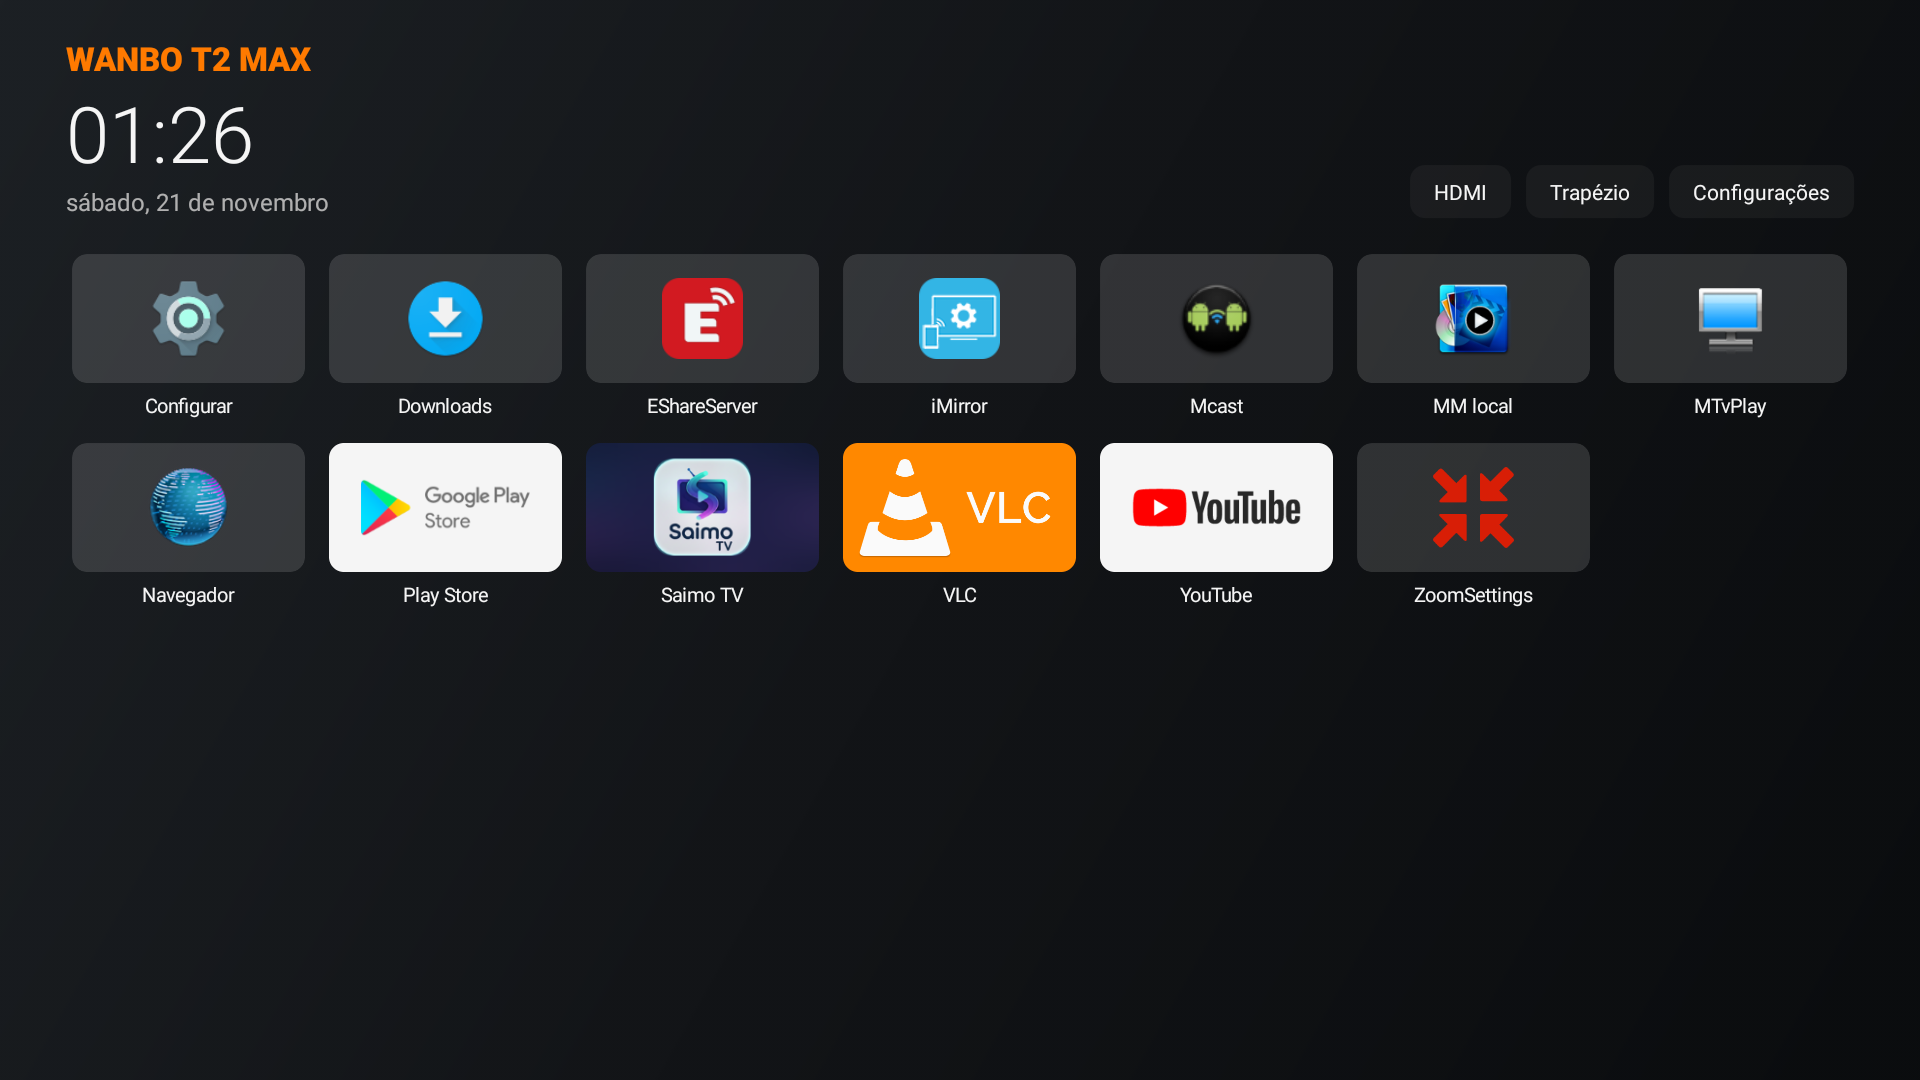 WANBO T2 MAX
01:26
sábado, 21 de novembro
HDMI
Trapézio
Configurações
E
Configurar
Downloads
EShareServer
iMirror
Mcast
MM local
MTvPlay
Google Play
Store
Saimo
TV
VLC
YouTube
Navegador
Play Store
Saimo TV
VLC
YouTube
ZoomSettings